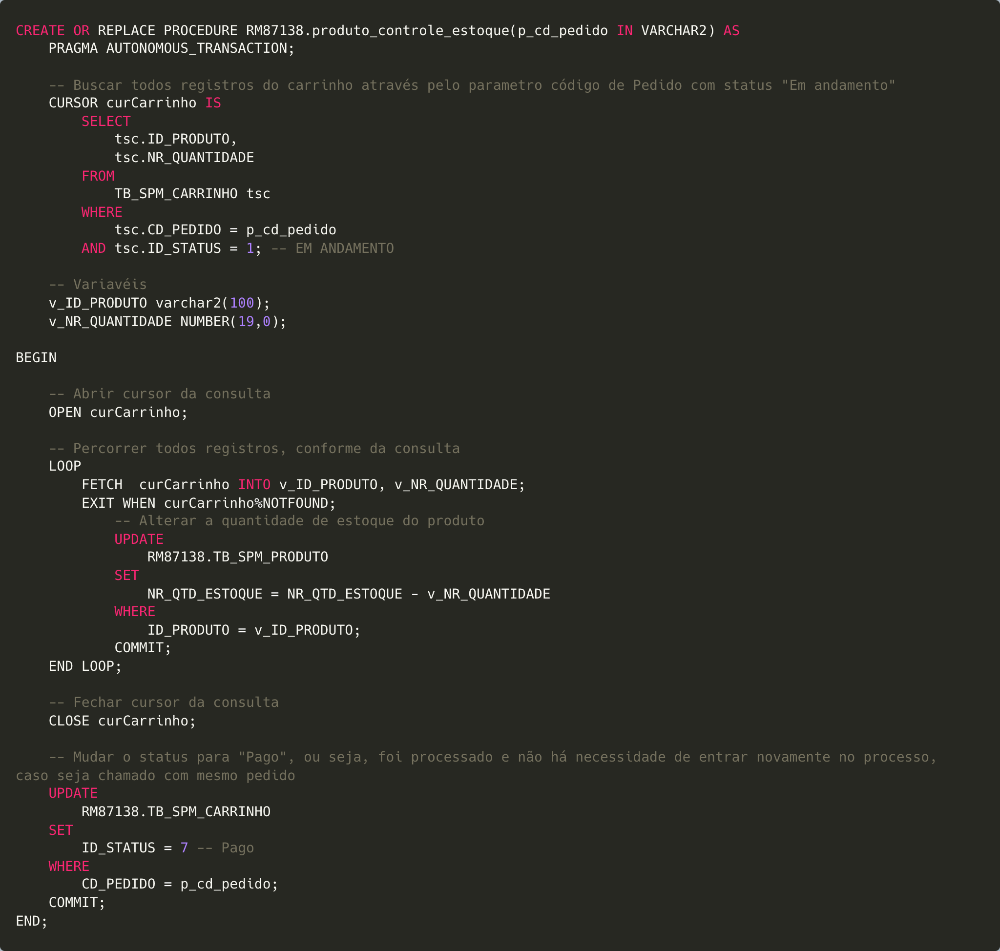 CREATE OR REPLACE PROCEDURE RM87138.produto_controle_estoque(p_cd_pedido IN VARCHAR2) AS
    PRAGMA AUTONOMOUS_TRANSACTION;

    -- Buscar todos registros do carrinho através pelo parametro código de Pedido com status "Em andamento"
    CURSOR curCarrinho IS
        SELECT
            tsc.ID_PRODUTO,
            tsc.NR_QUANTIDADE
        FROM
            TB_SPM_CARRINHO tsc
        WHERE
            tsc.CD_PEDIDO = p_cd_pedido
        AND tsc.ID_STATUS = 1; -- EM ANDAMENTO

    -- Variavéis
    v_ID_PRODUTO varchar2(100);
    v_NR_QUANTIDADE NUMBER(19,0);

BEGIN

    -- Abrir cursor da consulta
    OPEN curCarrinho;

    -- Percorrer todos registros, conforme da consulta
    LOOP
        FETCH  curCarrinho INTO v_ID_PRODUTO, v_NR_QUANTIDADE;
        EXIT WHEN curCarrinho%NOTFOUND;
            -- Alterar a quantidade de estoque do produto
            UPDATE
                RM87138.TB_SPM_PRODUTO
            SET
                NR_QTD_ESTOQUE = NR_QTD_ESTOQUE - v_NR_QUANTIDADE
            WHERE
                ID_PRODUTO = v_ID_PRODUTO;
            COMMIT;
    END LOOP;

    -- Fechar cursor da consulta
    CLOSE curCarrinho;

    -- Mudar o status para "Pago", ou seja, foi processado e não há necessidade de entrar novamente no processo,
caso seja chamado com mesmo pedido
    UPDATE
        RM87138.TB_SPM_CARRINHO
    SET
        ID_STATUS = 7 -- Pago
    WHERE
        CD_PEDIDO = p_cd_pedido;
    COMMIT;
END;